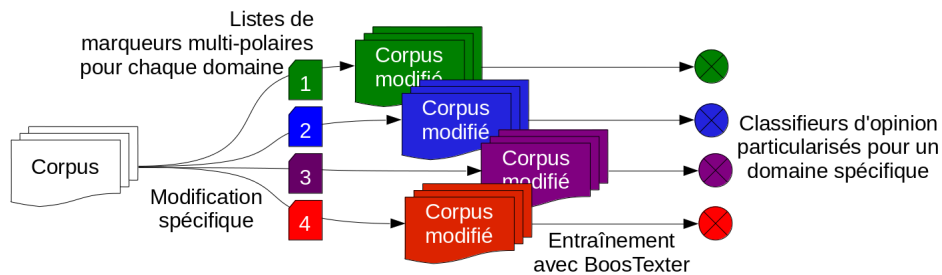 Listes de
marqueurs multi-polaires
pour chaque domaine
1
2
3
4
Corpus
Modification
spécifique
Corpus
modifié
Corpus
modifié
Corpus
modifié
Corpus
modifié
Entraînement
avec BoosTexter
Classifieurs d'opinion
particularisés pour un
domaine spécifique